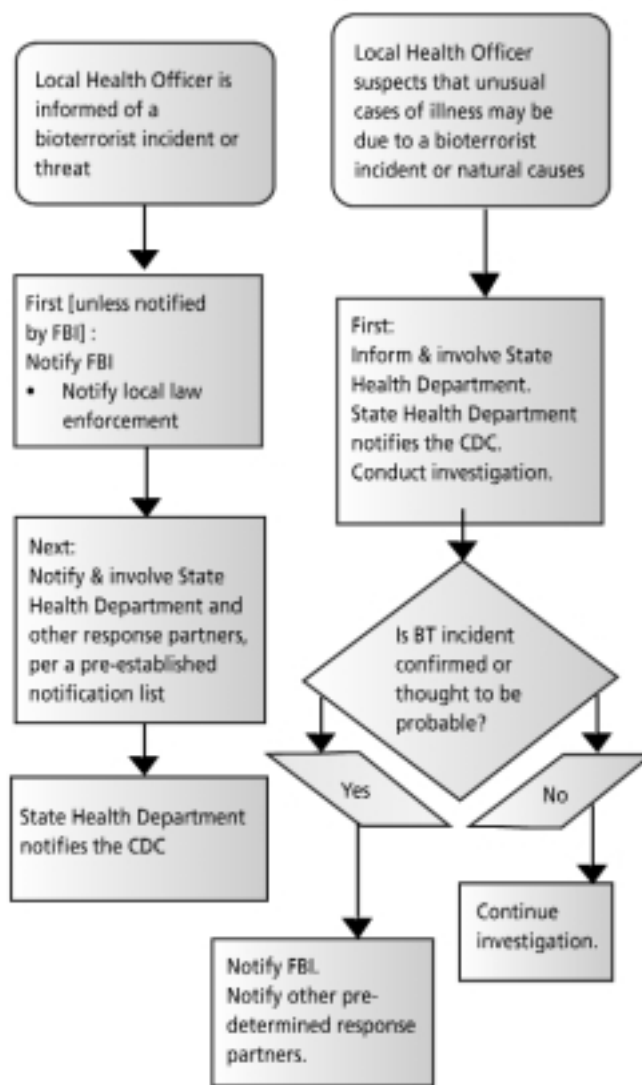 Local Health Officer is
informed of a
bioterrorist incident or
threat
First [unless notified
by FBI] :
Notify FBI
• Notify local law
enforcement
Next:
Notify & involve State
Health Department and
other response partners,
per a pre-established
notification list
State Health Department
notifies the CDC
Local Health Officer
suspects that unusual
cases of illness may be
due to a bioterrorist
incident or natural causes
First:
Inform & involve State
Health Department.
State Health Department
notifies the CDC.
Conduct investigation.
Is BT incident
confirmed or
thought to be
probable?
Yes
No
Notify FBI.
Notify other pre-
determined response
partners.
Continue
investigation.